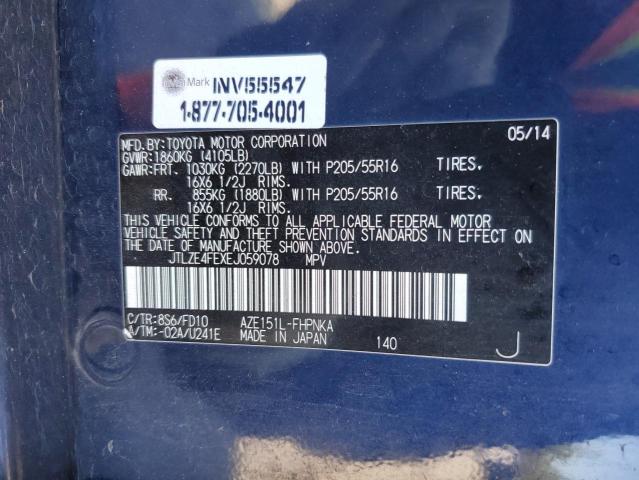 Mark INV555547
1-877-705-4001
MFD.BY:TOYOTA MOTOR CORPORATION 05/14
GVWR:1860KG (4105LB)
GAWR:FRT. 1030KG (2270LB) WITH P205/55R16 TIRES,
16X6 1/2J RIMS.
RR. 855KG (1880LB) WITH P205/55R16 TIRES,
16X6 1/2J RIMS.
THIS VEHICLE CONFORMS TO ALL APPLICABLE FEDERAL MOTOR
VEHICLE SAFETY AND THEFT PREVENTION STANDARDS IN EFFECT
ON THE DATE OF MANUFACTURE SHOWN ABOVE.
JTLZE4FEXEJ059078 MPV
C/TR:8S6/FD10 AZE151L-FHPNKA
A/TM:-02A/U241E MADE IN JAPAN 140 J